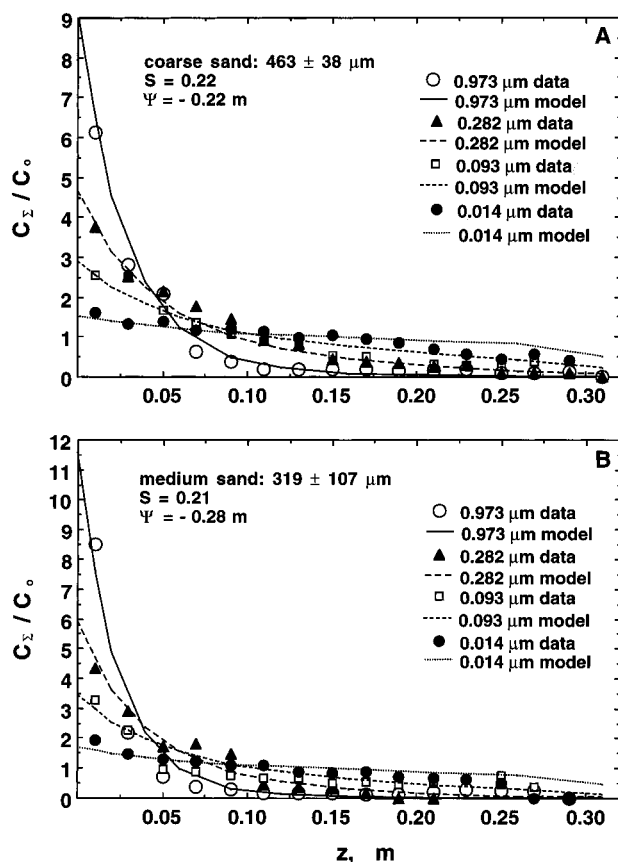 A
coarse sand: 463 ± 38 μm
S = 0.22
Ψ = - 0.22 m
0.973 μm data
0.973 μm model
0.282 μm data
0.282 μm model
0.093 μm data
0.093 μm model
0.014 μm data
0.014 μm model
C_Σ / C_o
9
8
7
6
5
4
3
2
1
0
0.05 0.10 0.15 0.20 0.25 0.30
B
medium sand: 319 ± 107 μm
S = 0.21
Ψ = - 0.28 m
0.973 μm data
0.973 μm model
0.282 μm data
0.282 μm model
0.093 μm data
0.093 μm model
0.014 μm data
0.014 μm model
C_Σ / C_o
12
11
10
9
8
7
6
5
4
3
2
1
0
0.05 0.10 0.15 0.20 0.25 0.30
z, m